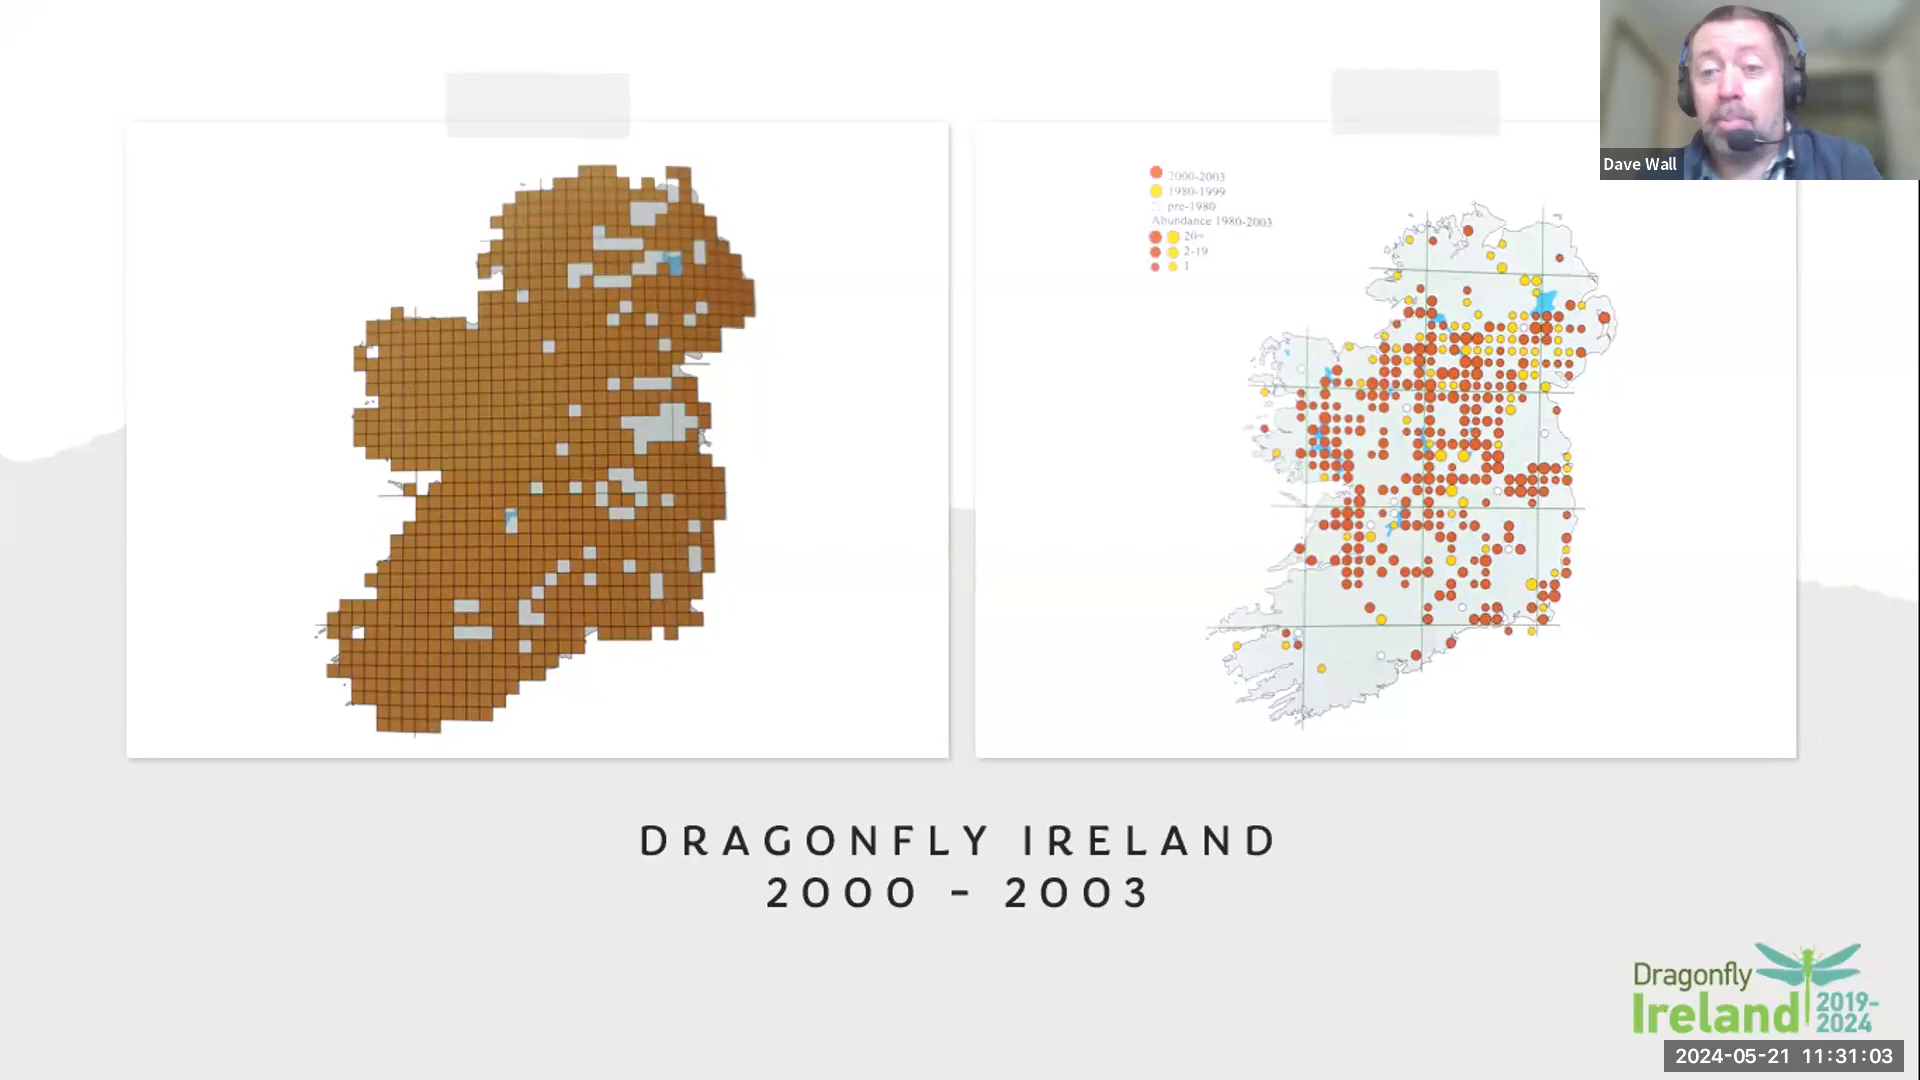 Dave Wall
2000-2003
1980-1999
pre-1980
Abundance 1980-2003
2-19
1
DRAGONFLY IRELAND
2000 - 2003
Dragonfly
Ireland
2019-
2024
2024-05-21 11:31:03